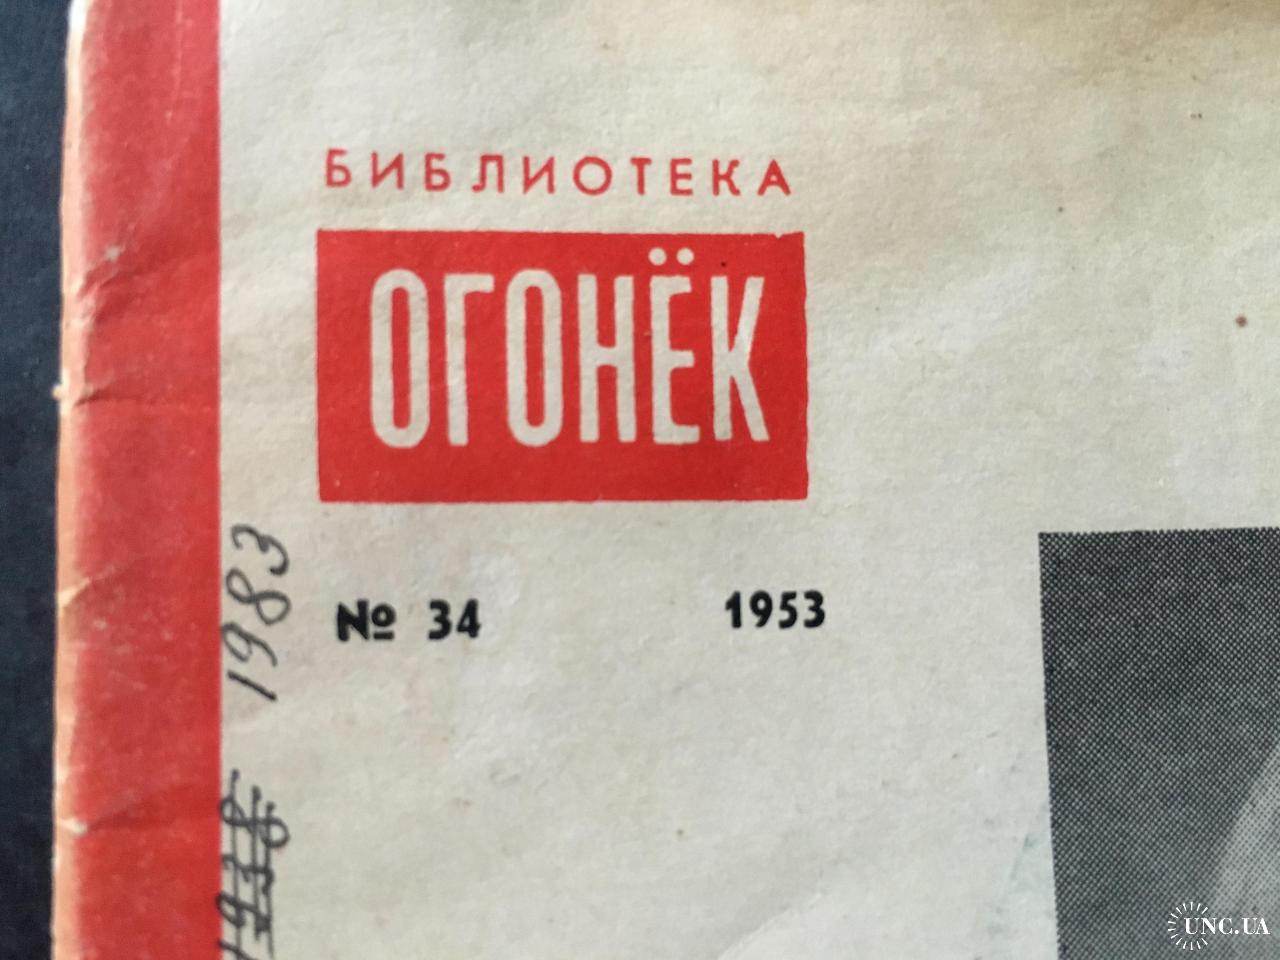 БИБЛИОТЕКА
ОГОНЁК
№ 34 1953
1983
UNC.UA